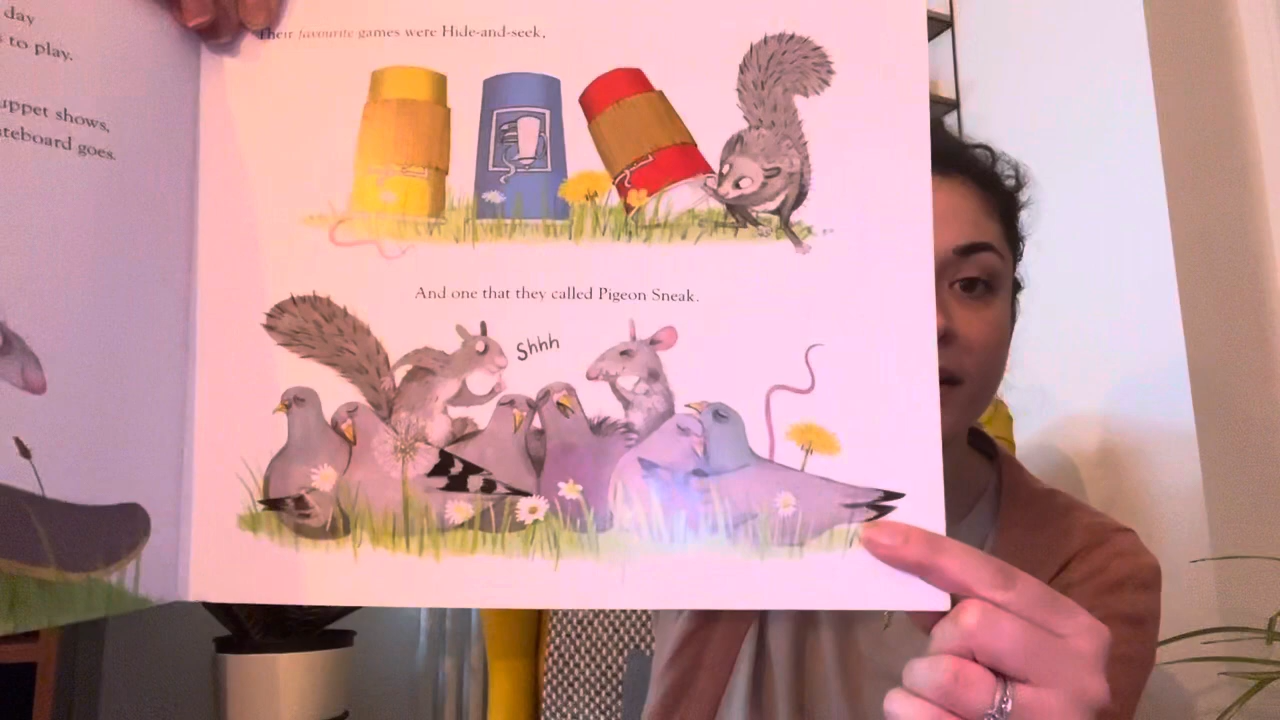 day
to play.
uppet shows,
ateboard goes.
Their favourite games were Hide-and-seek,
And one that they called Pigeon Sneak.
Shhh